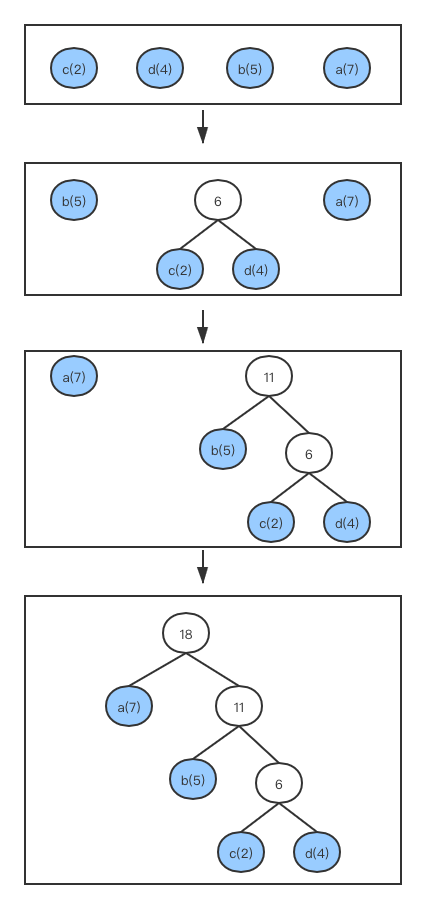 c(2) d(4) b(5) a(7)
b(5) 6 a(7)
c(2) d(4)
a(7) 11
b(5) 6
c(2) d(4)
18
a(7) 11
b(5) 6
c(2) d(4)